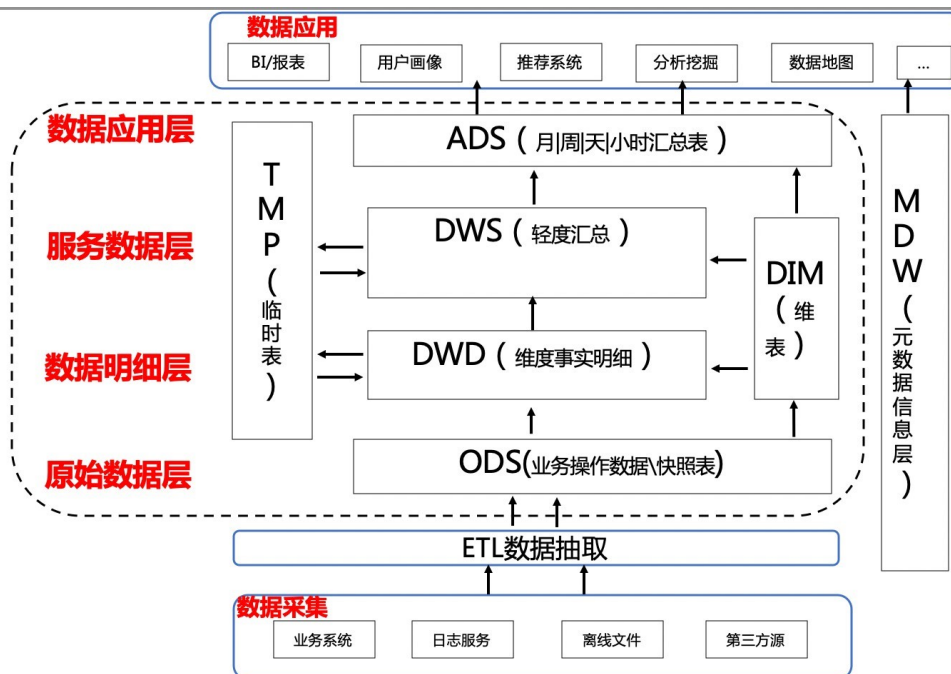 数据应用
BI/报表
用户画像
推荐系统
分析挖掘
数据地图
...
数据应用层
ADS（月|周|天|小时汇总表）
服务数据层
DWS（轻度汇总）
数据明细层
DWD（维度事实明细）
原始数据层
ODS(业务操作数据\快照表)
TMP（临时表）
DIM（维表）
MDW（元数据信息层）
ETL数据抽取
数据采集
业务系统
日志服务
离线文件
第三方源